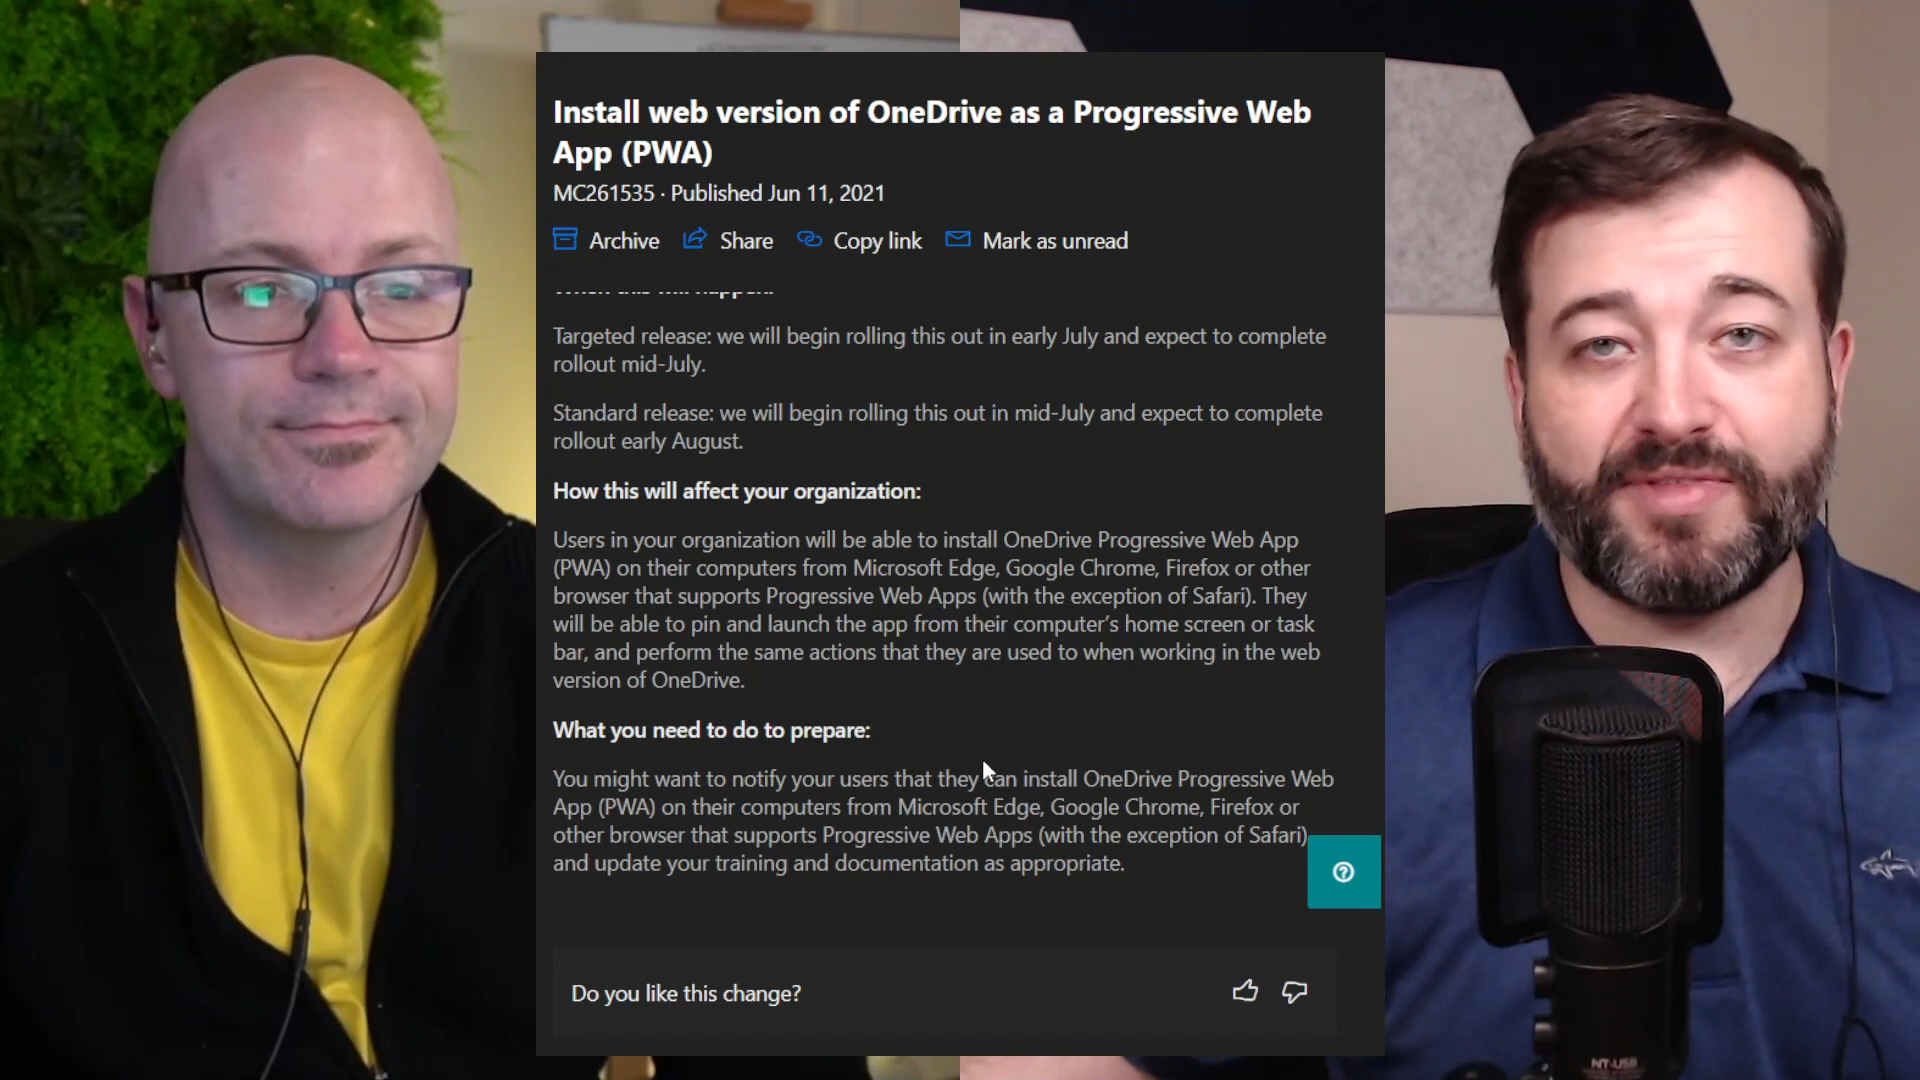 Install web version of OneDrive as a Progressive Web
App (PWA)
MC261535 · Published Jun 11, 2021
Archive Share Copy link Mark as unread
When this will happen:
Targeted release: we will begin rolling this out in early July and expect to complete
rollout mid-July.
Standard release: we will begin rolling this out in mid-July and expect to complete
rollout early August.
How this will affect your organization:
Users in your organization will be able to install OneDrive Progressive Web App
(PWA) on their computers from Microsoft Edge, Google Chrome, Firefox or other
browser that supports Progressive Web Apps (with the exception of Safari). They
will be able to pin and launch the app from their computer's home screen or task
bar, and perform the same actions that they are used to when working in the web
version of OneDrive.
What you need to do to prepare:
You might want to notify your users that they can install OneDrive Progressive Web
App (PWA) on their computers from Microsoft Edge, Google Chrome, Firefox or
other browser that supports Progressive Web Apps (with the exception of Safari)
and update your training and documentation as appropriate.
Do you like this change?
NT-USB